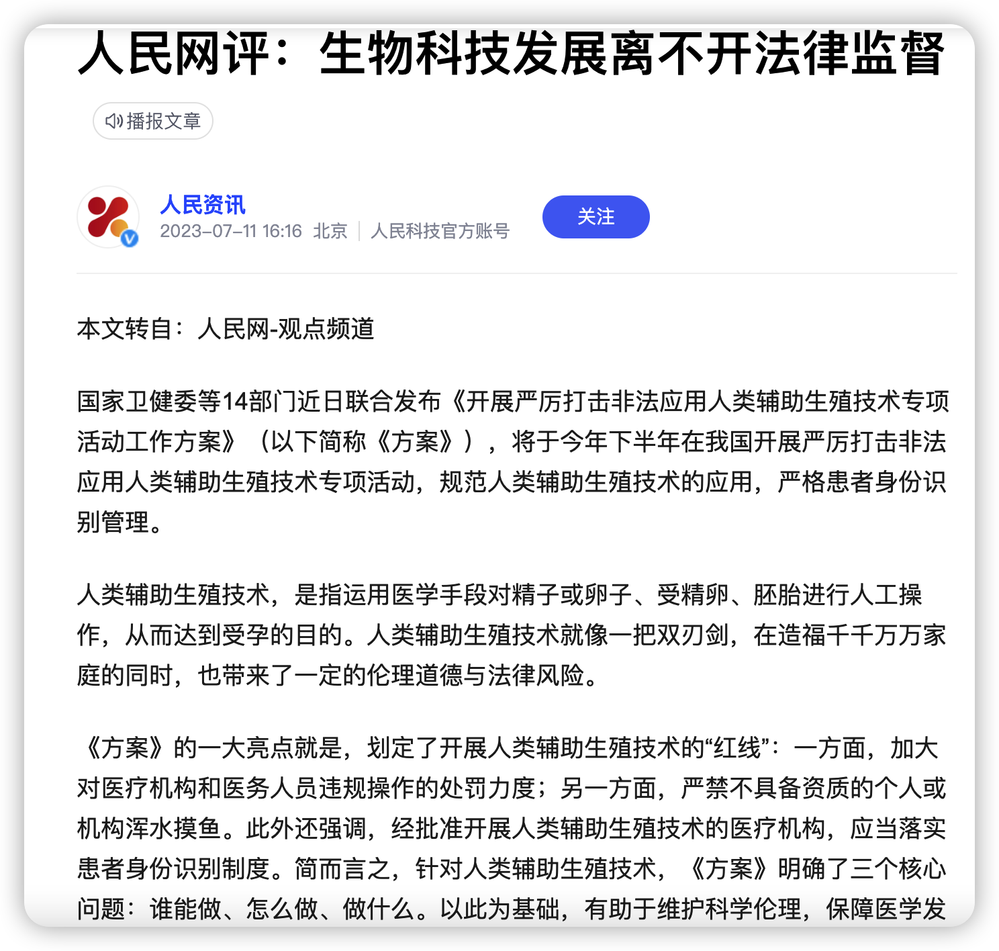 人民网评：生物科技发展离不开法律监督
播报文章
人民资讯
2023-07-11 16:16 北京 | 人民科技官方账号
关注
本文转自：人民网-观点频道
国家卫健委等14部门近日联合发布《开展严厉打击非法应用人类辅助生殖技术专项
活动工作方案》（以下简称《方案》），将于今年下半年在我国开展严厉打击非法
应用人类辅助生殖技术专项活动，规范人类辅助生殖技术的应用，严格患者身份识
别管理。
人类辅助生殖技术，是指运用医学手段对精子或卵子、受精卵、胚胎进行人工操
作，从而达到受孕的目的。人类辅助生殖技术就像一把双刃剑，在造福千千万万家
庭的同时，也带来了一定的伦理道德与法律风险。
《方案》的一大亮点就是，划定了开展人类辅助生殖技术的“红线”：一方面，加大
对医疗机构和医务人员违规操作的处罚力度；另一方面，严禁不具备资质的个人或
机构浑水摸鱼。此外还强调，经批准开展人类辅助生殖技术的医疗机构，应当落实
患者身份识别制度。简而言之，针对人类辅助生殖技术，《方案》明确了三个核心
问题：谁能做、怎么做、做什么。以此为基础，有助于维护科学伦理，保障医学发